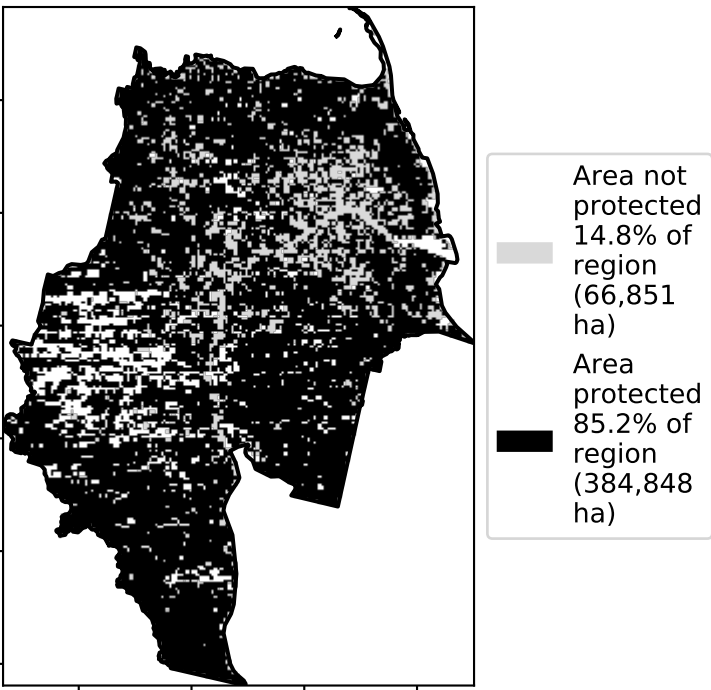 Area not
protected
14.8% of
region
(66,851
ha)
Area
protected
85.2% of
region
(384,848
ha)